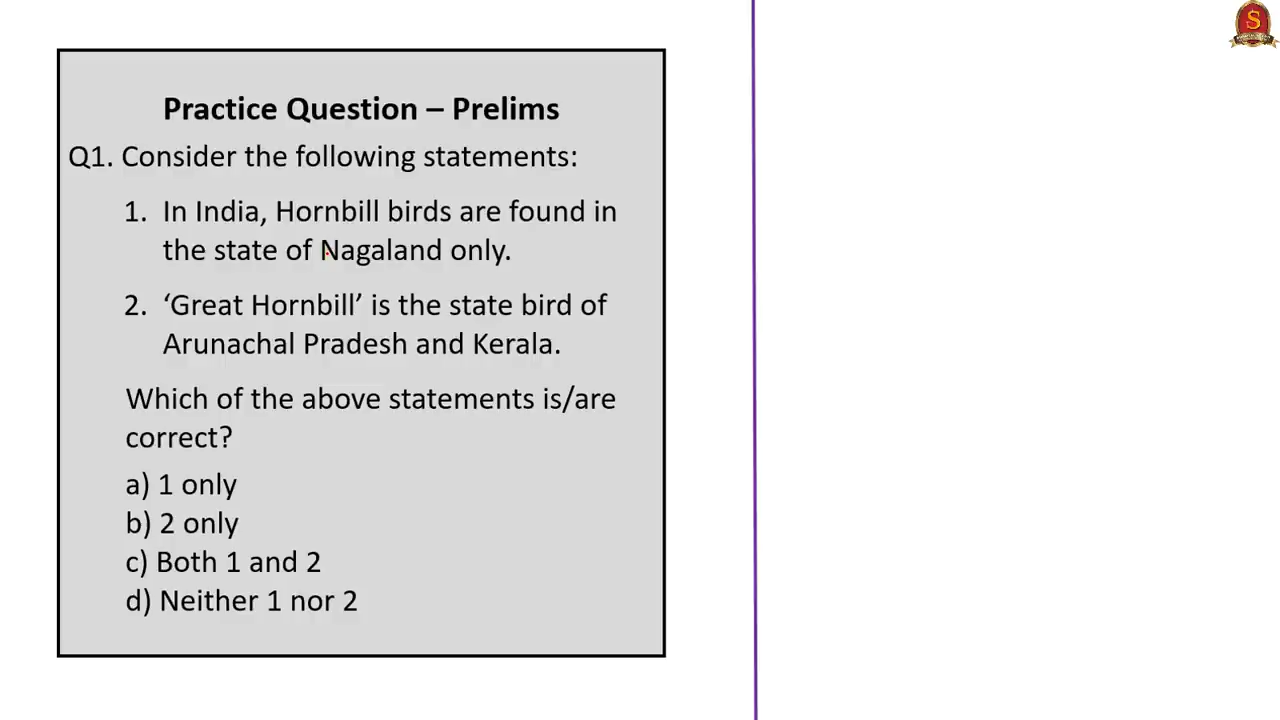 S
Practice Question – Prelims
Q1. Consider the following statements:
1. In India, Hornbill birds are found in
the state of Nagaland only.
2. ‘Great Hornbill’ is the state bird of
Arunachal Pradesh and Kerala.
Which of the above statements is/are
correct?
a) 1 only
b) 2 only
c) Both 1 and 2
d) Neither 1 nor 2